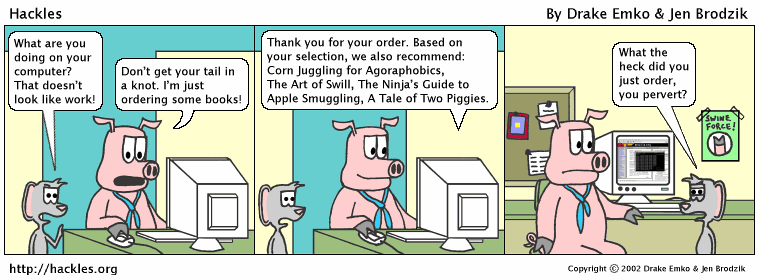 Hackles
By Drake Emko & Jen Brodzik
What are you
doing on your
computer?
That doesn't
look like work!
Don't get your tail in
a knot. I'm just
ordering some books!
Thank you for your order. Based on
your selection, we also recommend:
Corn Juggling for Agoraphobics,
The Art of Swill, The Ninja's Guide to
Apple Smuggling, A Tale of Two Piggies.
What the
heck did you
just order,
you pervert?
SWINE
FORCE!
http://hackles.org
Copyright © 2002 Drake Emko & Jen Brodzik